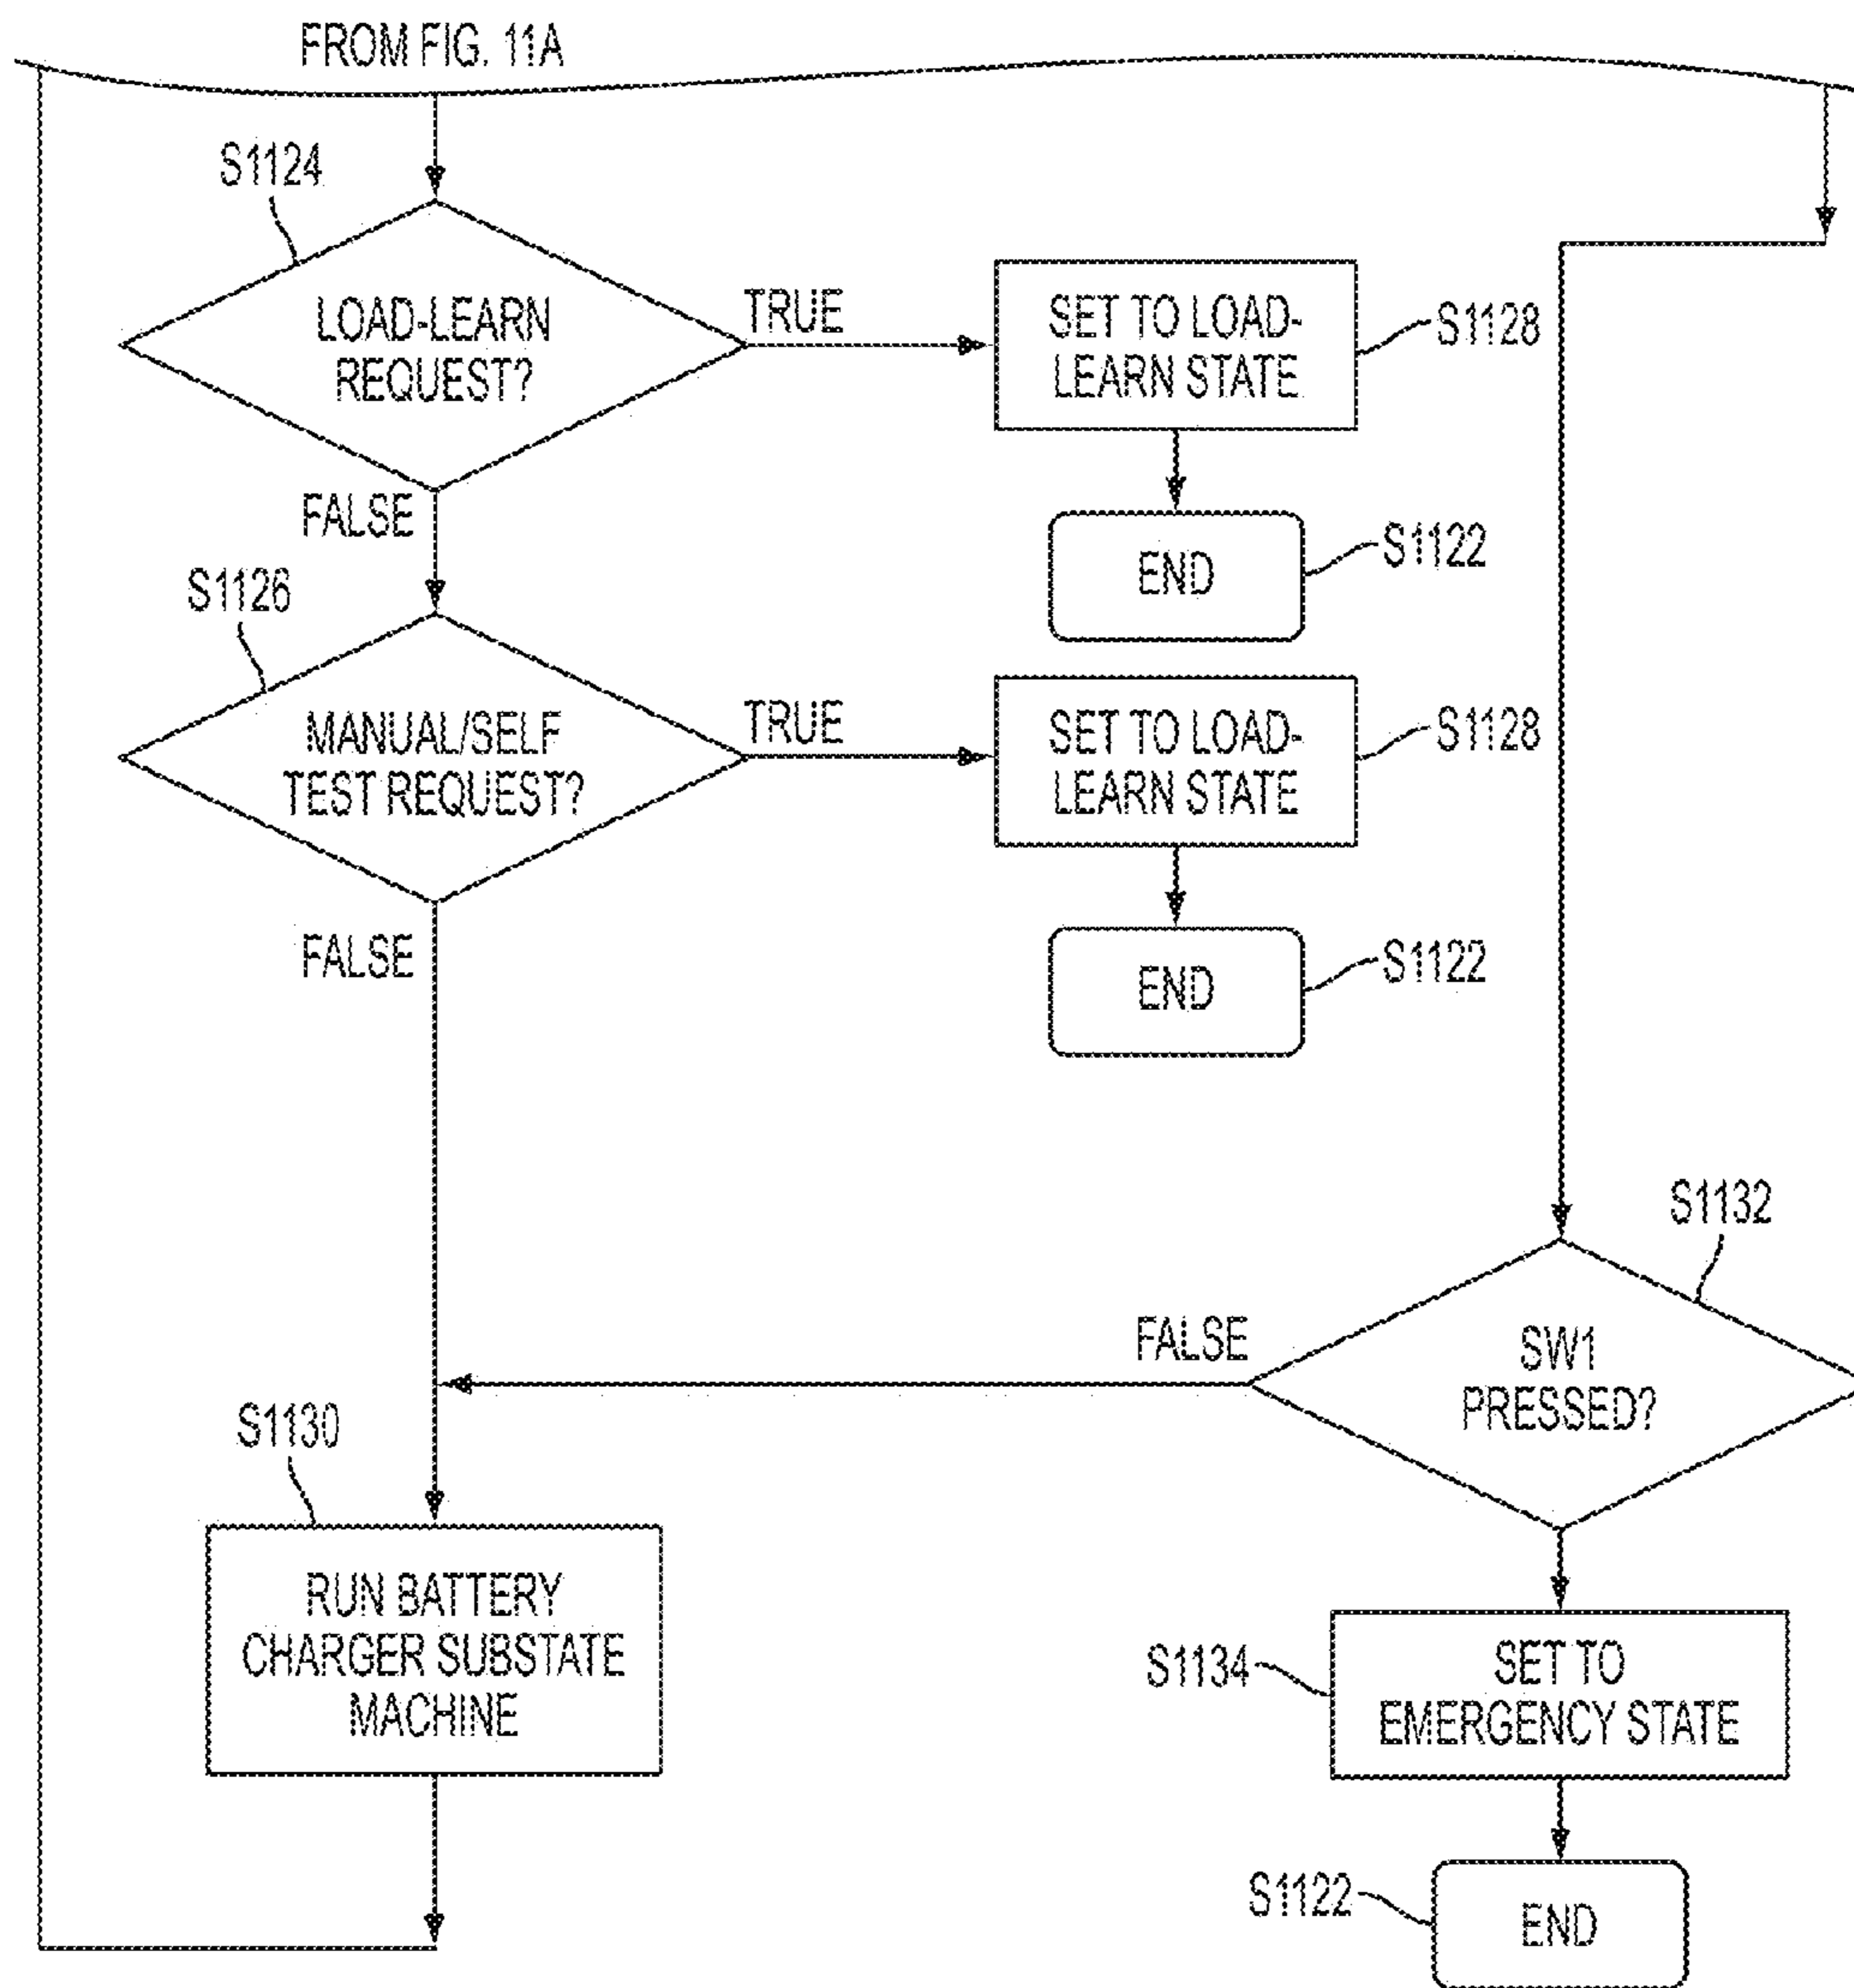 FROM FIG. 11A
S1124
LOAD-LEARN
REQUEST?
TRUE
SET TO LOAD-
LEARN STATE
S1128
FALSE
END
S1122
S1126
MANUAL/SELF
TEST REQUEST?
TRUE
SET TO LOAD-
LEARN STATE
S1128
FALSE
END
S1122
S1132
SW1
PRESSED?
FALSE
S1130
RUN BATTERY
CHARGER SUBSTATE
MACHINE
S1134
SET TO
EMERGENCY STATE
S1122
END